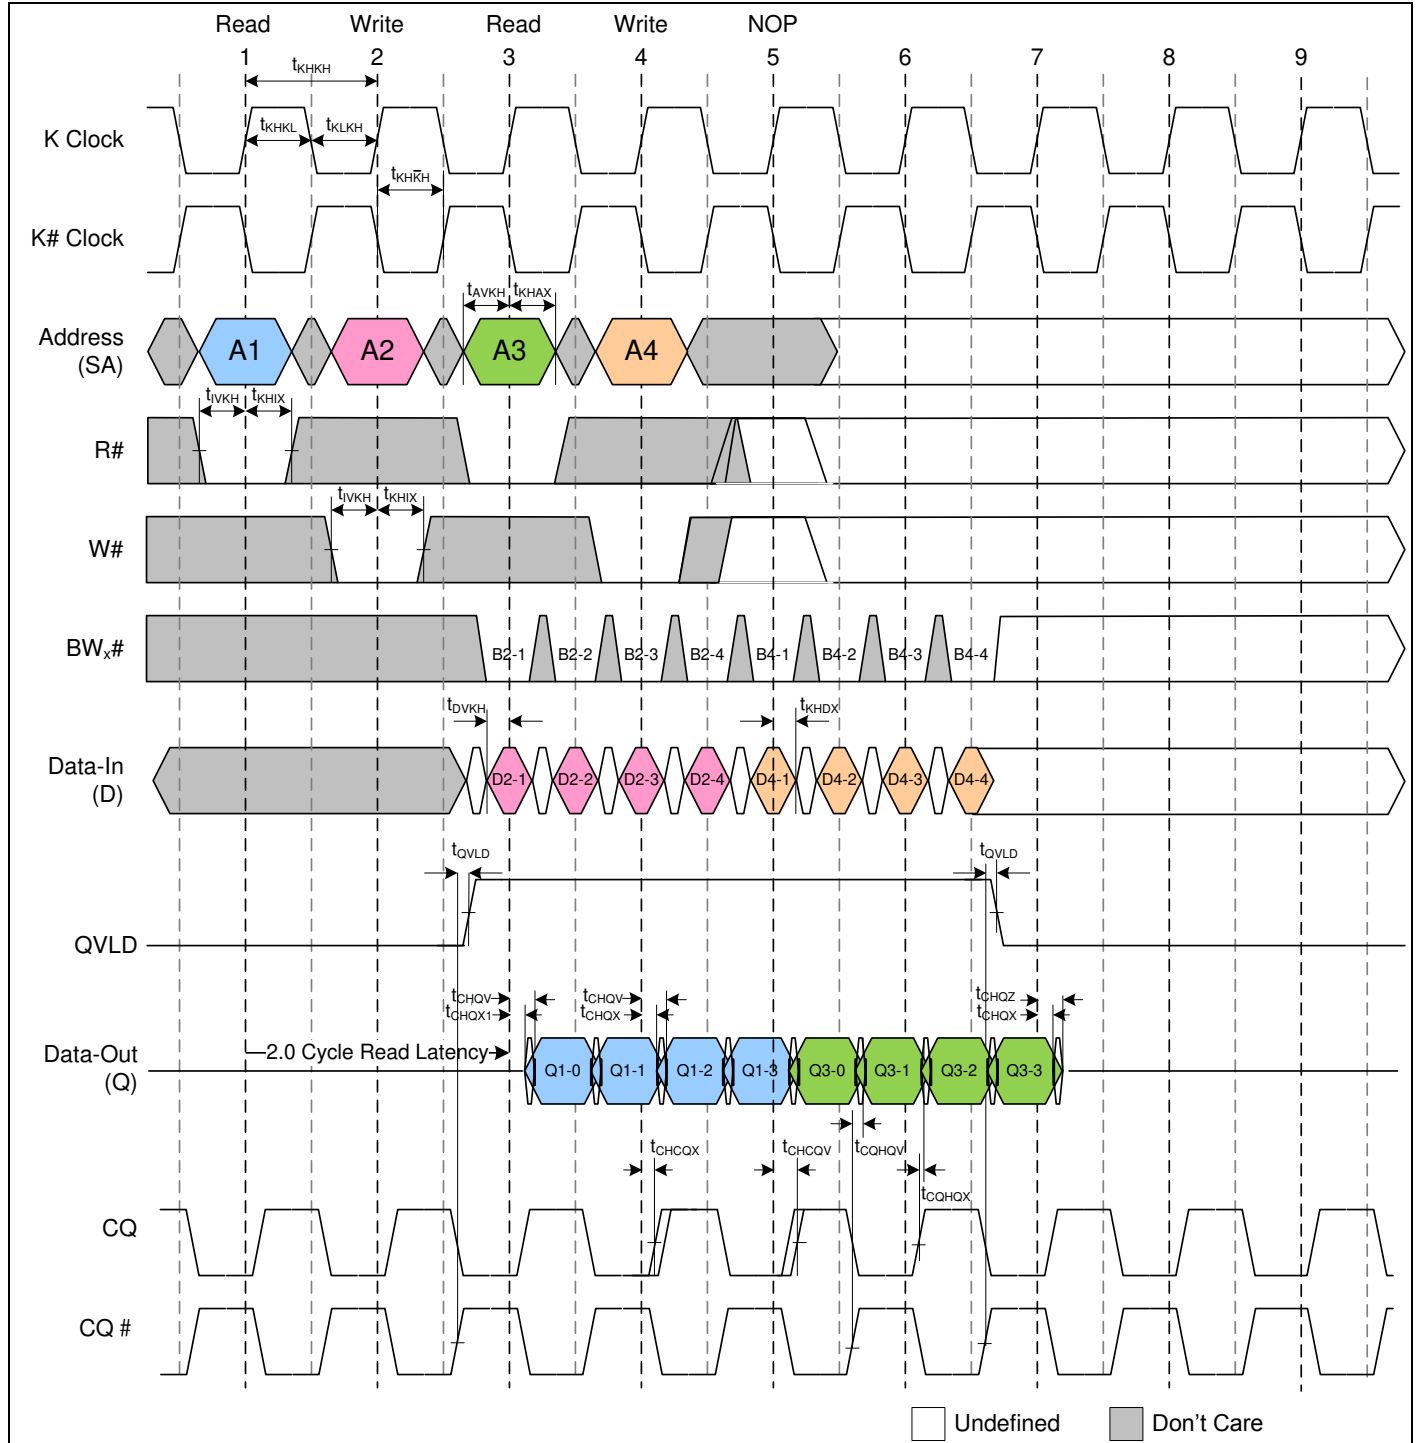 Read Write Read Write NOP
1 2 3 4 5 6 7 8 9
tKHKH
K Clock
tKHKL tKLKH
tKHK̄H
K# Clock
tAVKH tKHAX
Address
(SA)
A1 A2 A3 A4
tIVKH tKHIX
R#
tIVKH tKHIX
W#
BWx#
B2-1 B2-2 B2-3 B2-4 B4-1 B4-2 B4-3 B4-4
tDVKH tKHDX
Data-In
(D)
D2-1 D2-2 D2-3 D2-4 D4-1 D4-2 D4-3 D4-4
tQVLD tQVLD
QVLD
tCHQV tCHQV tCHQZ
tCHQX1 tCHQX tCHQX
Data-Out
(Q)
2.0 Cycle Read Latency
Q1-0 Q1-1 Q1-2 Q1-3 Q3-0 Q3-1 Q3-2 Q3-3
tCHCQX tCHCQV tCQHQV
tCQHQX
CQ
CQ #
Undefined Don't Care